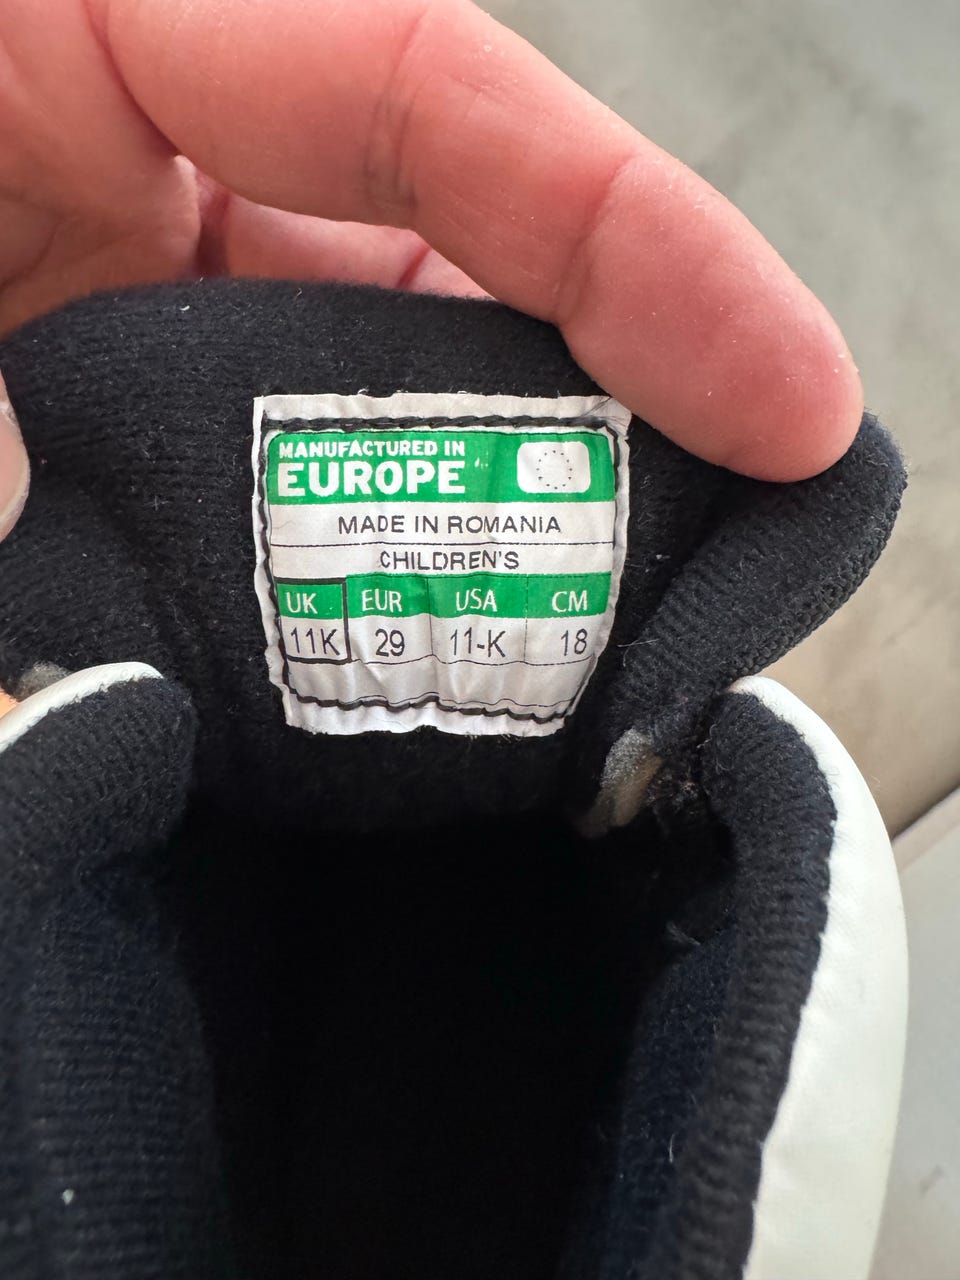 MANUFACTURED IN
EUROPE
MADE IN ROMANIA
CHILDREN'S
UK EUR USA CM
11K 29 11-K 18